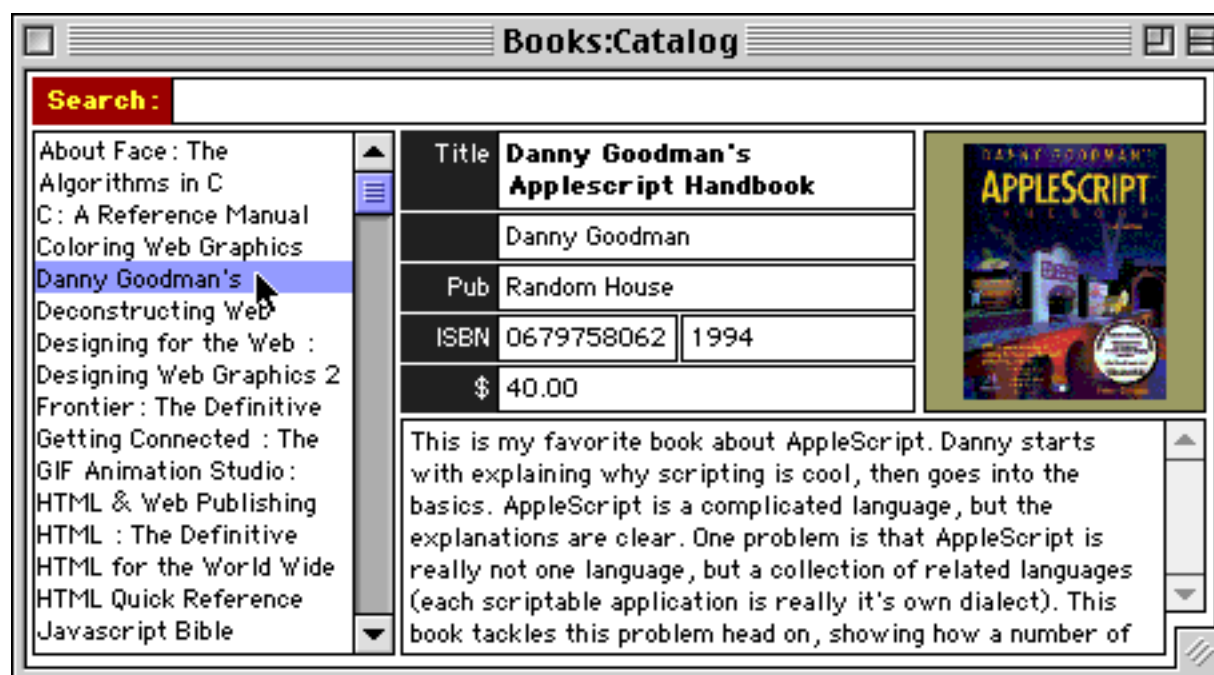 Books:Catalog
Search:
About Face: The
Algorithms in C
C: A Reference Manual
Coloring Web Graphics
Danny Goodman's
Deconstructing Web
Designing for the Web :
Designing Web Graphics 2
Frontier: The Definitive
Getting Connected : The
GIF Animation Studio:
HTML & Web Publishing
HTML : The Definitive
HTML for the World Wide
HTML Quick Reference
Javascript Bible
Title Danny Goodman's
Applescript Handbook
Danny Goodman
Pub Random House
ISBN 0679758062 1994
$ 40.00
DANNY GOODMAN'S
APPLESCRIPT
This is my favorite book about AppleScript. Danny starts
with explaining why scripting is cool, then goes into the
basics. AppleScript is a complicated language, but the
explanations are clear. One problem is that AppleScript is
really not one language, but a collection of related languages
(each scriptable application is really it's own dialect). This
book tackles this problem head on, showing how a number of